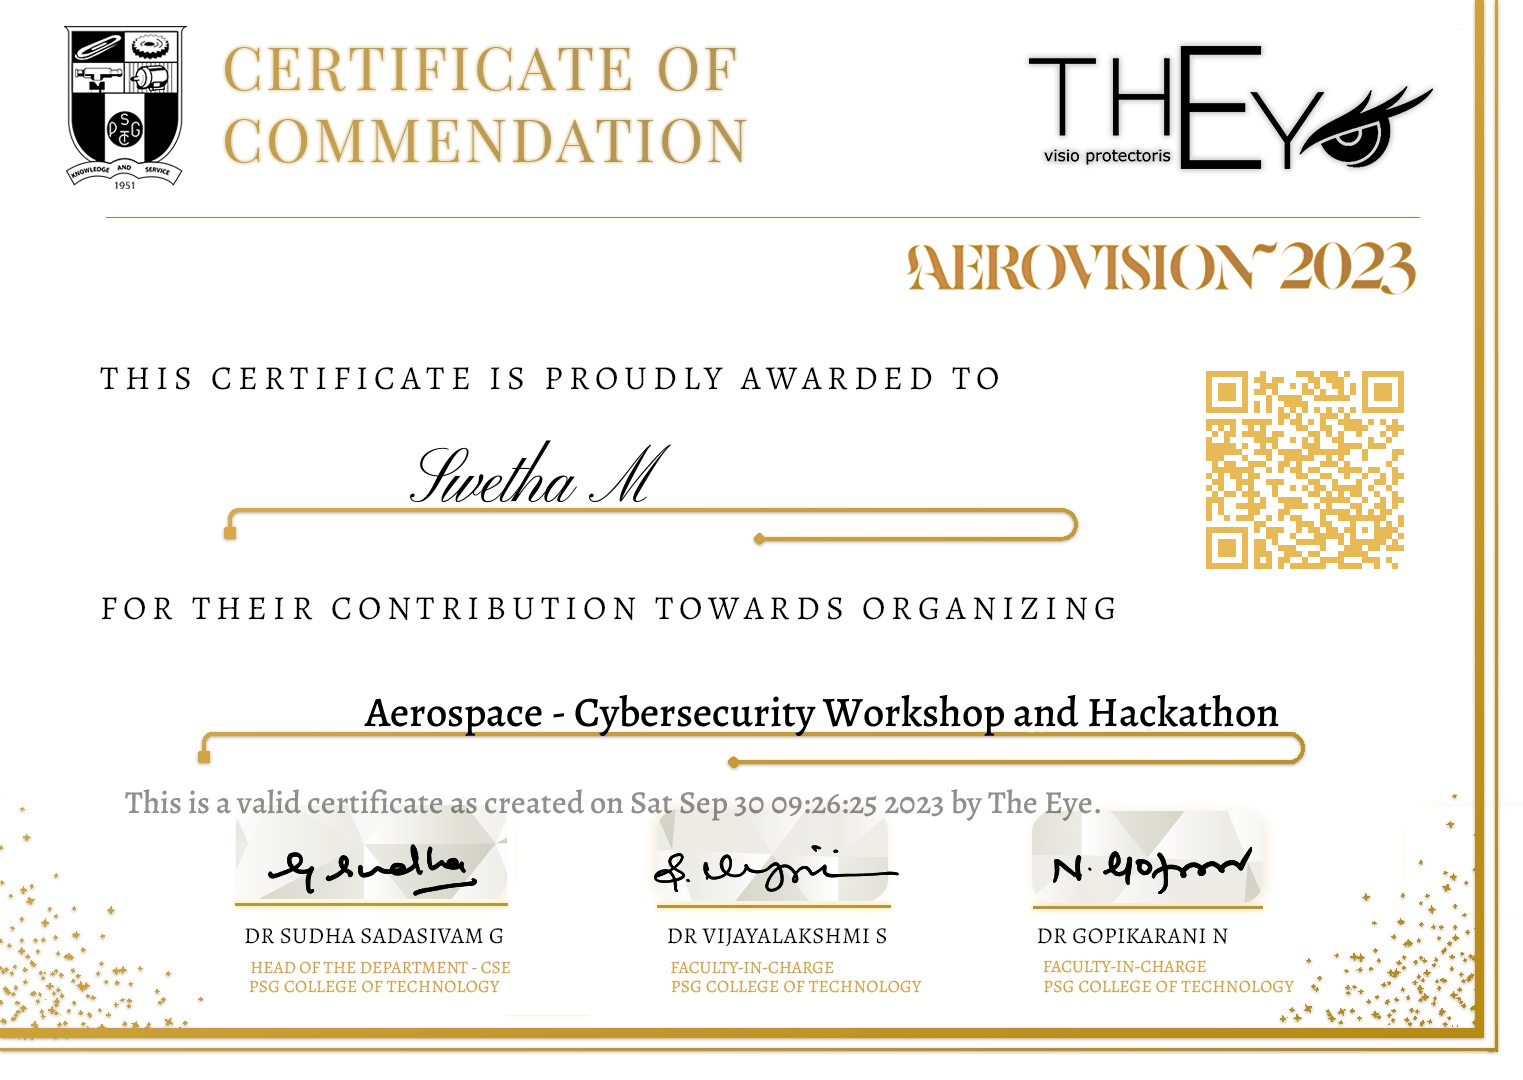 CERTIFICATE OF
COMMENDATION
PSG
TC
KNOWLEDGE AND SERVICE
1951
THEYE
visio protectoris
AEROVISION 2023
THIS CERTIFICATE IS PROUDLY AWARDED TO
Swetha M
FOR THEIR CONTRIBUTION TOWARDS ORGANIZING
Aerospace - Cybersecurity Workshop and Hackathon
This is a valid certificate as created on Sat Sep 30 09:26:25 2023 by The Eye.
G Sudha
N. Gop
DR SUDHA SADASIVAM G
HEAD OF THE DEPARTMENT - CSE
PSG COLLEGE OF TECHNOLOGY
DR VIJAYALAKSHMI S
FACULTY-IN-CHARGE
PSG COLLEGE OF TECHNOLOGY
DR GOPIKARANI N
FACULTY-IN-CHARGE
PSG COLLEGE OF TECHNOLOGY